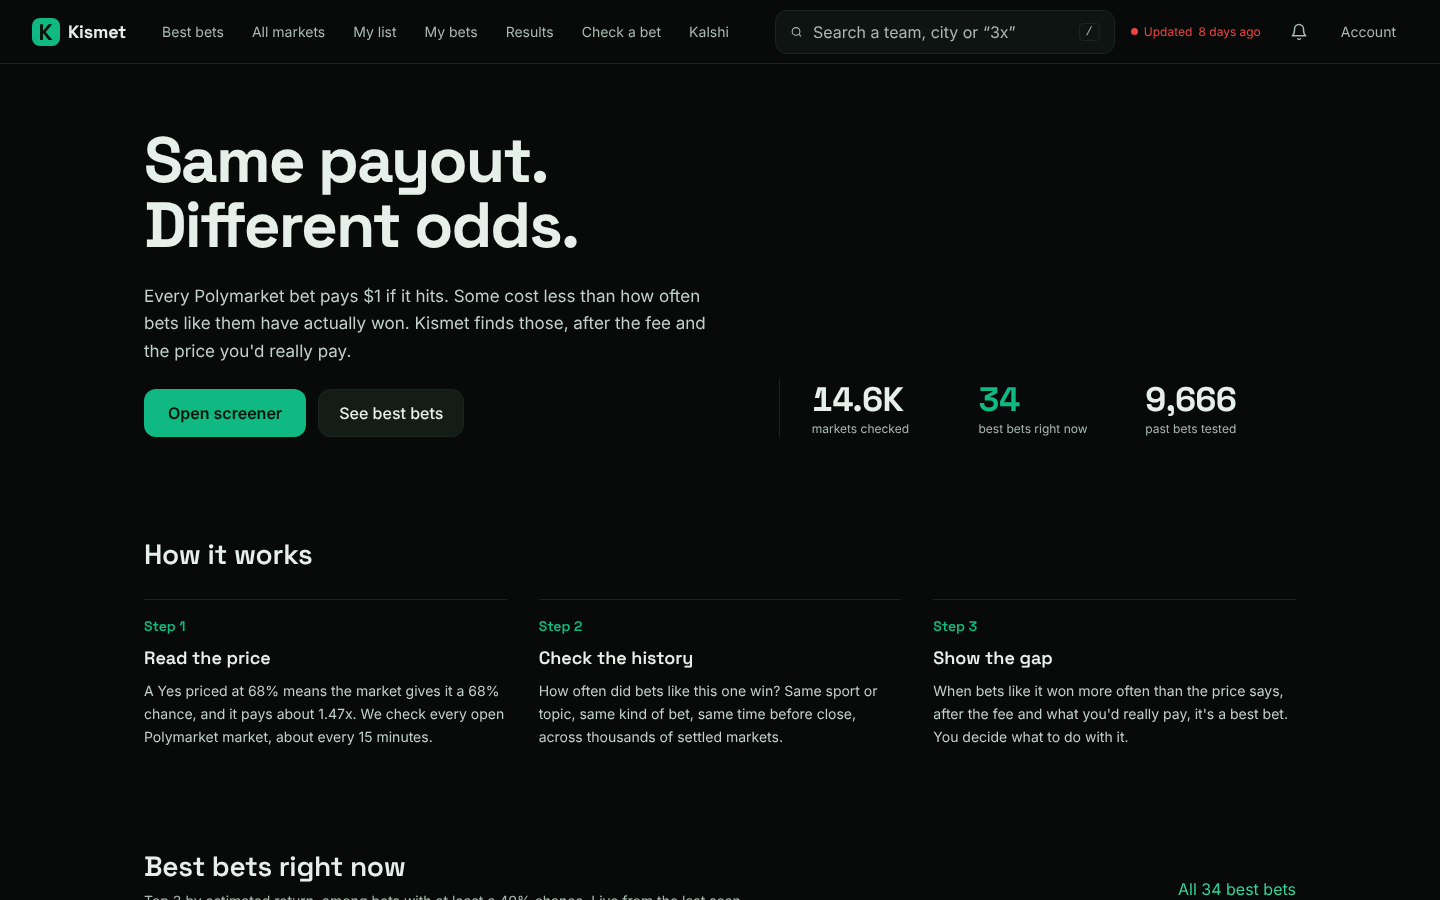 K Kismet Best bets All markets My list My bets Results Check a bet Kalshi Search a team, city or “3x” / Updated 8 days ago Account
Same payout.
Different odds.
Every Polymarket bet pays $1 if it hits. Some cost less than how often
bets like them have actually won. Kismet finds those, after the fee and
the price you'd really pay.
Open screener See best bets
14.6K 34 9,666
markets checked best bets right now past bets tested
How it works
Step 1
Read the price
A Yes priced at 68% means the market gives it a 68%
chance, and it pays about 1.47x. We check every open
Polymarket market, about every 15 minutes.
Step 2
Check the history
How often did bets like this one win? Same sport or
topic, same kind of bet, same time before close,
across thousands of settled markets.
Step 3
Show the gap
When bets like it won more often than the price says,
after the fee and what you'd really pay, it's a best bet.
You decide what to do with it.
Best bets right now
All 34 best bets